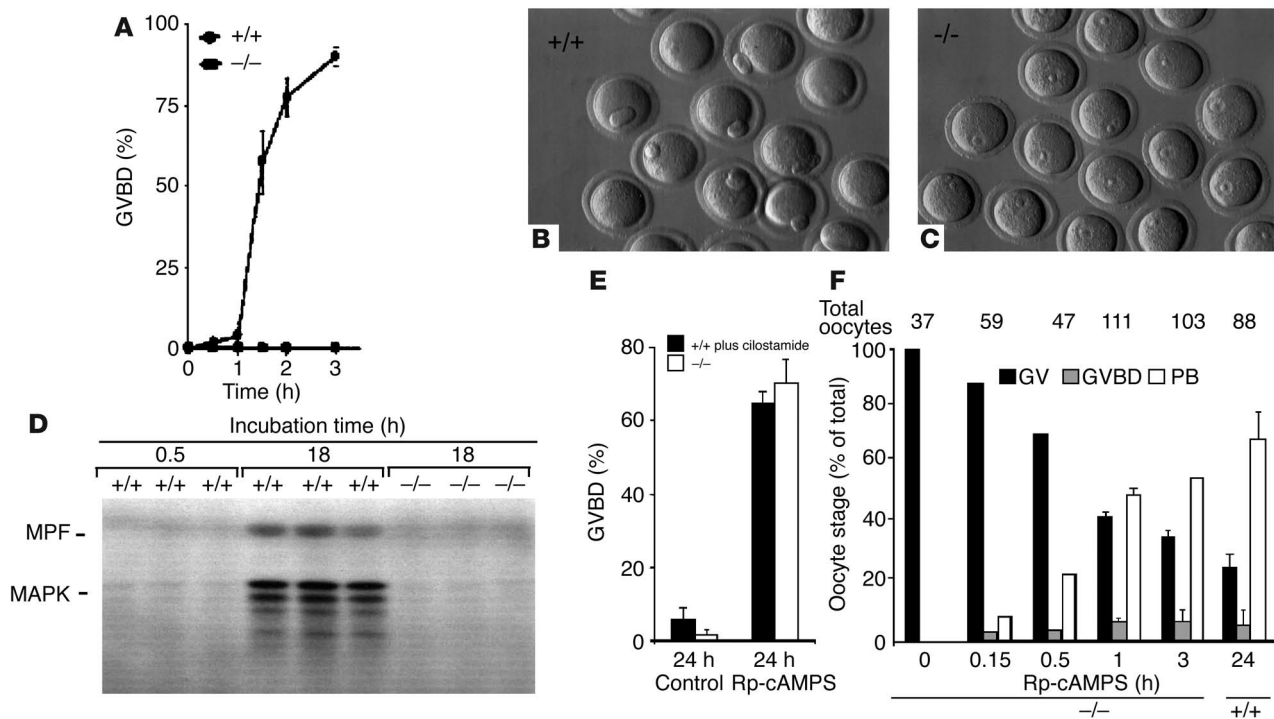 A
+/+
–/–
100
75
50
25
0
GVBD (%)
0 1 2 3
Time (h)
+/+
B
-/-
C
D
Incubation time (h)
0.5 18 18
+/+ +/+ +/+ +/+ +/+ +/+ –/– –/– –/–
MPF
MAPK
E
+/+ plus cilostamide
–/–
80
60
40
20
0
GVBD (%)
24 h 24 h
Control Rp-cAMPS
F
Total
oocytes
37 59 47 111 103 88
GV GVBD PB
100
80
60
40
20
0
Oocyte stage (% of total)
0 0.15 0.5 1 3 24
Rp-cAMPS (h)
–/– +/+